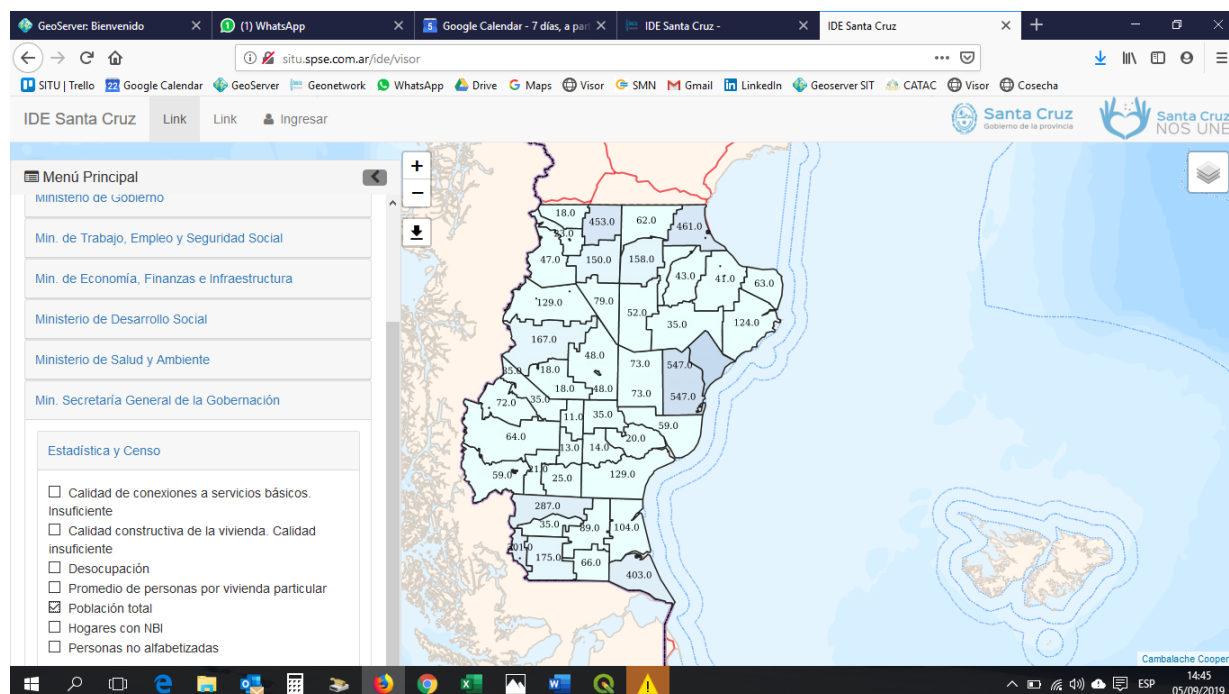 GeoServer: Bienvenido
(1) WhatsApp
5 Google Calendar - 7 días, a par
IDE Santa Cruz -
IDE Santa Cruz
situ.spse.com.ar/ide/visor
SITU | Trello
22 Google Calendar
GeoServer
Geonetwork
WhatsApp
Drive
G Maps
Visor
SMN
Gmail
LinkedIn
Geoserver SIT
CATAC
Visor
Cosecha
IDE Santa Cruz
Link
Link
Ingresar
Santa Cruz
Gobierno de la provincia
Santa Cruz
NOS UNE
Menú Principal
Ministerio de Gobierno
Min. de Trabajo, Empleo y Seguridad Social
Min. de Economía, Finanzas e Infraestructura
Ministerio de Desarrollo Social
Ministerio de Salud y Ambiente
Min. Secretaría General de la Gobernación
Estadística y Censo
Calidad de conexiones a servicios básicos.
Insuficiente
Calidad constructiva de la vivienda. Calidad
insuficiente
Desocupación
Promedio de personas por vivienda particular
Población total
Hogares con NBI
Personas no alfabetizadas
+
−
18.0
453.0
62.0
461.0
47.0
150.0
158.0
43.0
41.0
63.0
129.0
79.0
52.0
35.0
124.0
167.0
48.0
73.0
547.0
18.0
18.0
48.0
73.0
547.0
72.0
35.0
11.0
35.0
59.0
64.0
13.0
14.0
20.0
59.0
21.0
25.0
129.0
287.0
35.0
89.0
104.0
175.0
66.0
403.0
Cambalache Cooper
ESP
14:45
05/09/2019